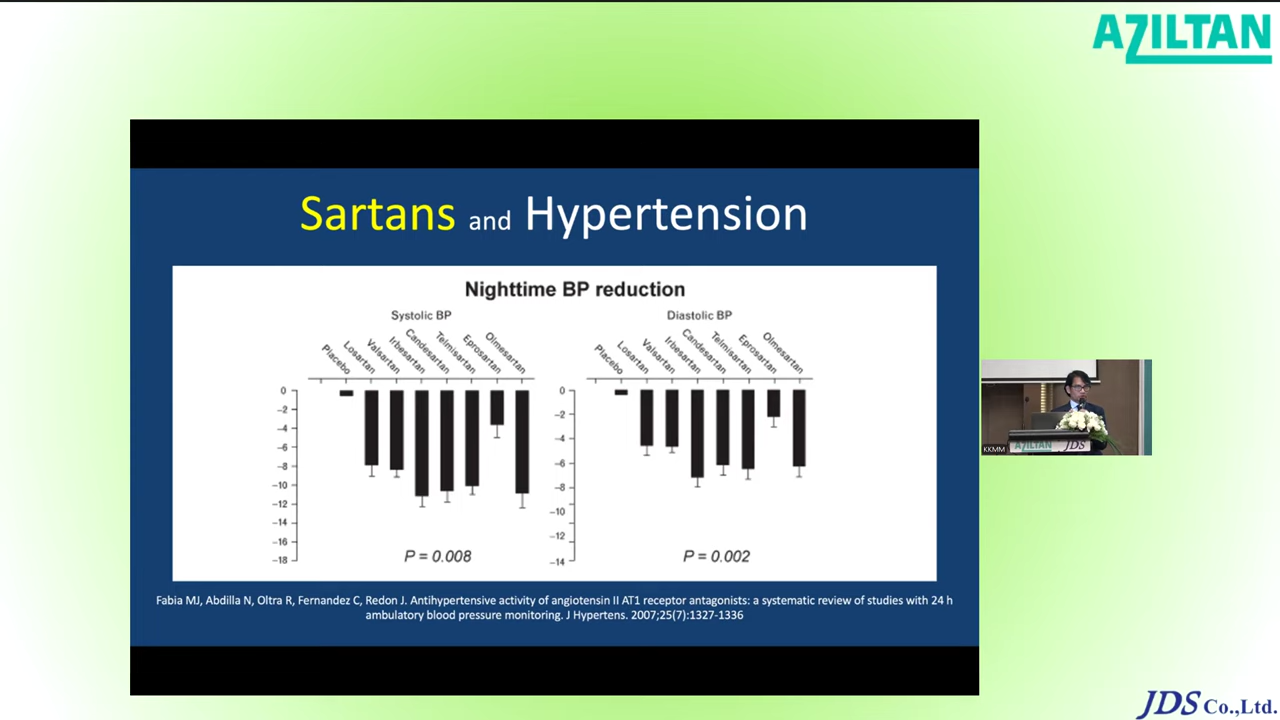 AZILTAN
Sartans and Hypertension
Nighttime BP reduction
Systolic BP
Placebo
Losartan
Valsartan
Irbesartan
Candesartan
Telmisartan
Eprosartan
Olmesartan
0
−2
−4
−6
−8
−10
−12
−14
−16
−18
P = 0.008
Diastolic BP
Placebo
Losartan
Valsartan
Irbesartan
Candesartan
Telmisartan
Eprosartan
Olmesartan
0
−2
−4
−6
−8
−10
−12
−14
P = 0.002
Fabia MJ, Abdilla N, Oltra R, Fernandez C, Redon J. Antihypertensive activity of angiotensin II AT1 receptor antagonists: a systematic review of studies with 24 h
ambulatory blood pressure monitoring. J Hypertens. 2007;25(7):1327-1336
AZILTAN JDS
KKMM
JDS Co.,Ltd.